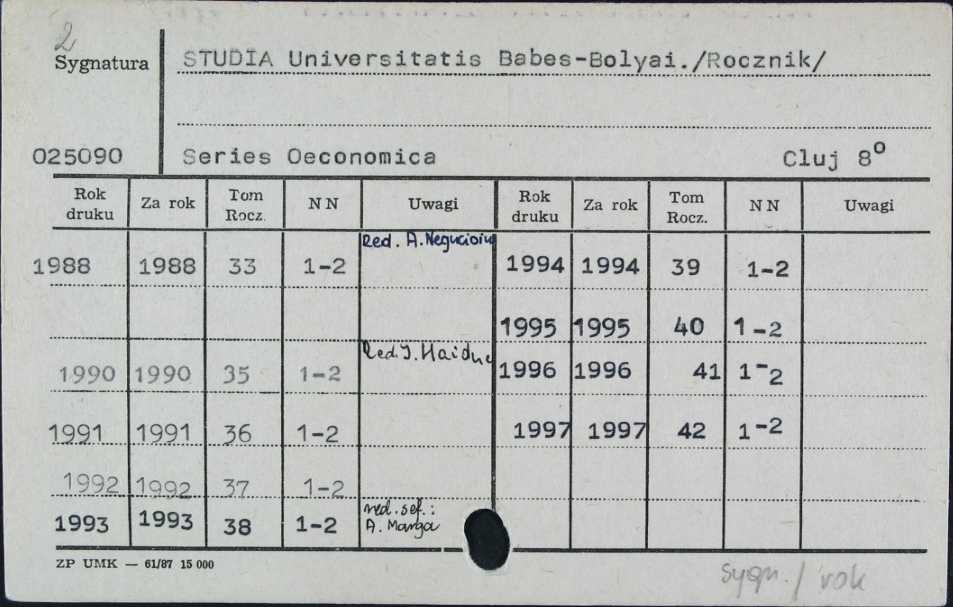 2
Sygnatura
STUDIA Universitatis Babes-Bolyai./Rocznik/
025090
Series Oeconomica Cluj 8º
Rok druku Za rok Tom Rocz. N N Uwagi Rok druku Za rok Tom Rocz. N N Uwagi
Red. A. Negucioiu
1988 1988 33 1-2 1994 1994 39 1-2
1995 1995 40 1-2
Red. I. Haiduc
1990 1990 35 1-2 1996 1996 41 1-2
1991 1991 36 1-2 1997 1997 42 1-2
1992 1992 37 1-2
red. sef.:
1993 1993 38 1-2 A. Marga
ZP UMK — 61/87 15 000
sygn. / rok